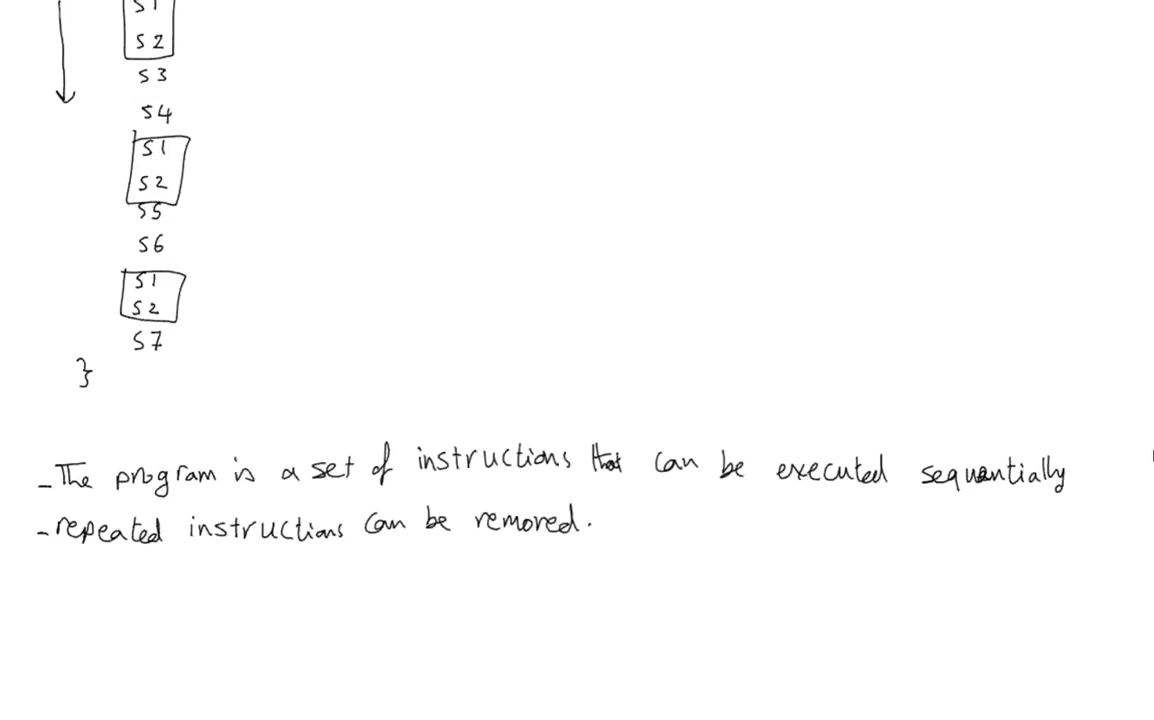 S1
S2
S3
S4
S1
S2
S5
S6
S1
S2
S7
}
- The program is a set of instructions that can be executed sequentially
- repeated instructions can be removed.